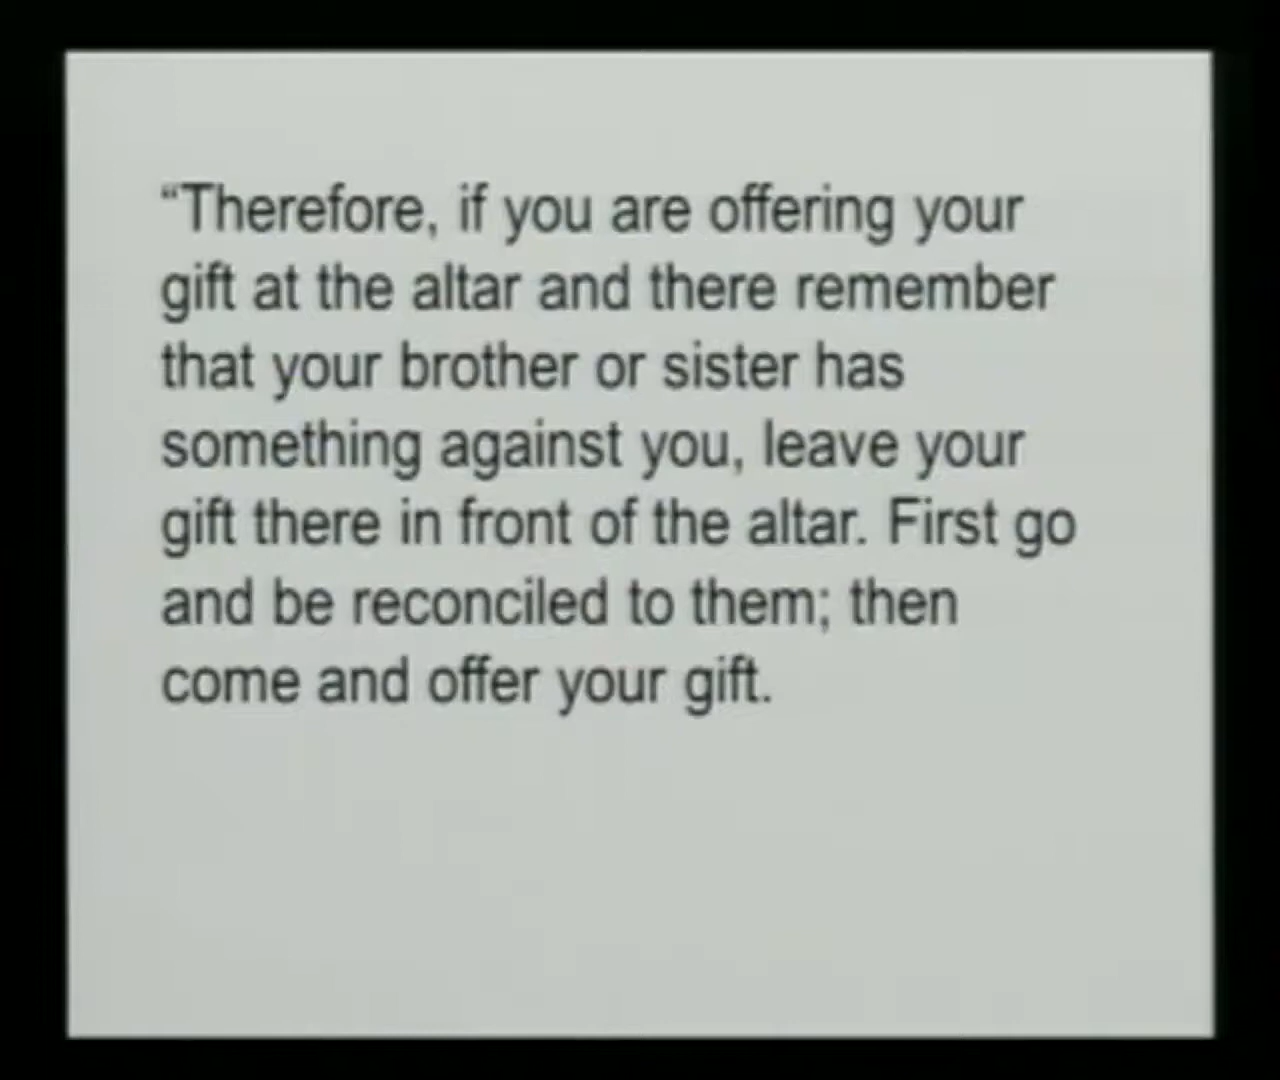 “Therefore, if you are offering your
gift at the altar and there remember
that your brother or sister has
something against you, leave your
gift there in front of the altar. First go
and be reconciled to them; then
come and offer your gift.